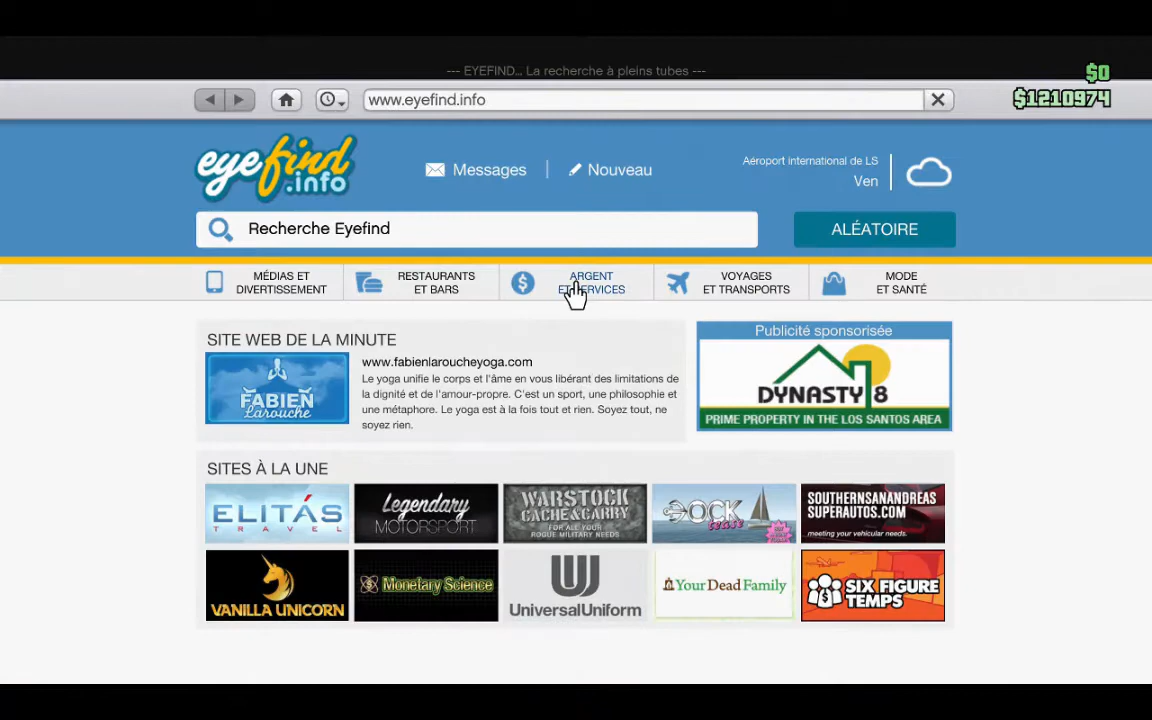 --- EYEFIND... La recherche à pleins tubes ---
$0
www.eyefind.info
$1210974
eyefind
.info
Messages
Nouveau
Aéroport international de LS
Ven
Recherche Eyefind
ALÉATOIRE
MÉDIAS ET
DIVERTISSEMENT
RESTAURANTS
ET BARS
ARGENT
ET SERVICES
VOYAGES
ET TRANSPORTS
MODE
ET SANTÉ
SITE WEB DE LA MINUTE
FABIEN
Larouche
www.fabienlaroucheyoga.com
Le yoga unifie le corps et l'âme en vous libérant des limitations de
la dignité et de l'amour-propre. C'est un sport, une philosophie et
une métaphore. Le yoga est à la fois tout et rien. Soyez tout, ne
soyez rien.
Publicité sponsorisée
DYNASTY 8
PRIME PROPERTY IN THE LOS SANTOS AREA
SITES À LA UNE
ELITÁS
TRAVEL
Legendary
MOTORSPORT
WARSTOCK
CACHE & CARRY
FOR ALL YOUR
ROGUE MILITARY NEEDS
DOCK
tease
SOUTHERNSANANDREAS
SUPERAUTOS.COM
meeting your vehicular needs.
VANILLA UNICORN
Monetary Science
UniversalUniform
Your Dead Family
SIX FIGURE
TEMPS